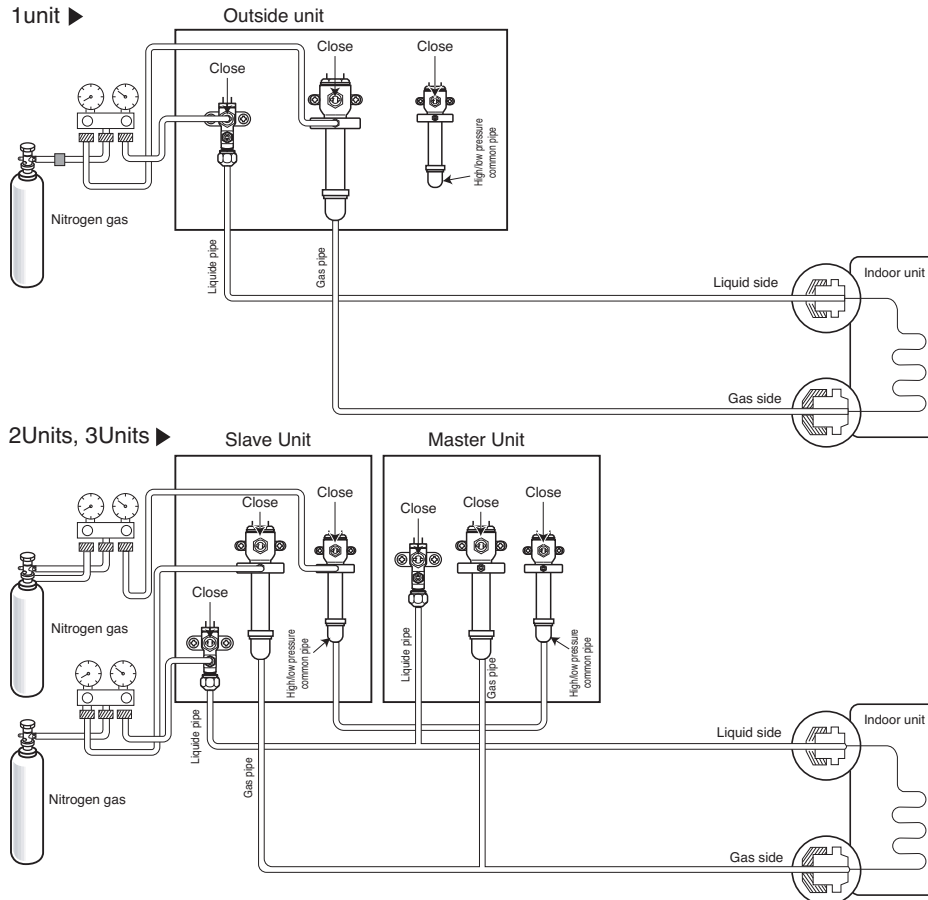 1unit ▶
Outside unit
Close
Close
Close
High/low pressure
common pipe
Nitrogen gas
Liquide pipe
Gas pipe
Liquid side
Indoor unit
Gas side
2Units, 3Units ▶
Slave Unit
Master Unit
Close
Close
Close
Close
Close
Close
Nitrogen gas
High/low pressure
common pipe
Liquide pipe
Gas pipe
High/low pressure
common pipe
Liquide pipe
Gas pipe
Nitrogen gas
Liquid side
Indoor unit
Gas side